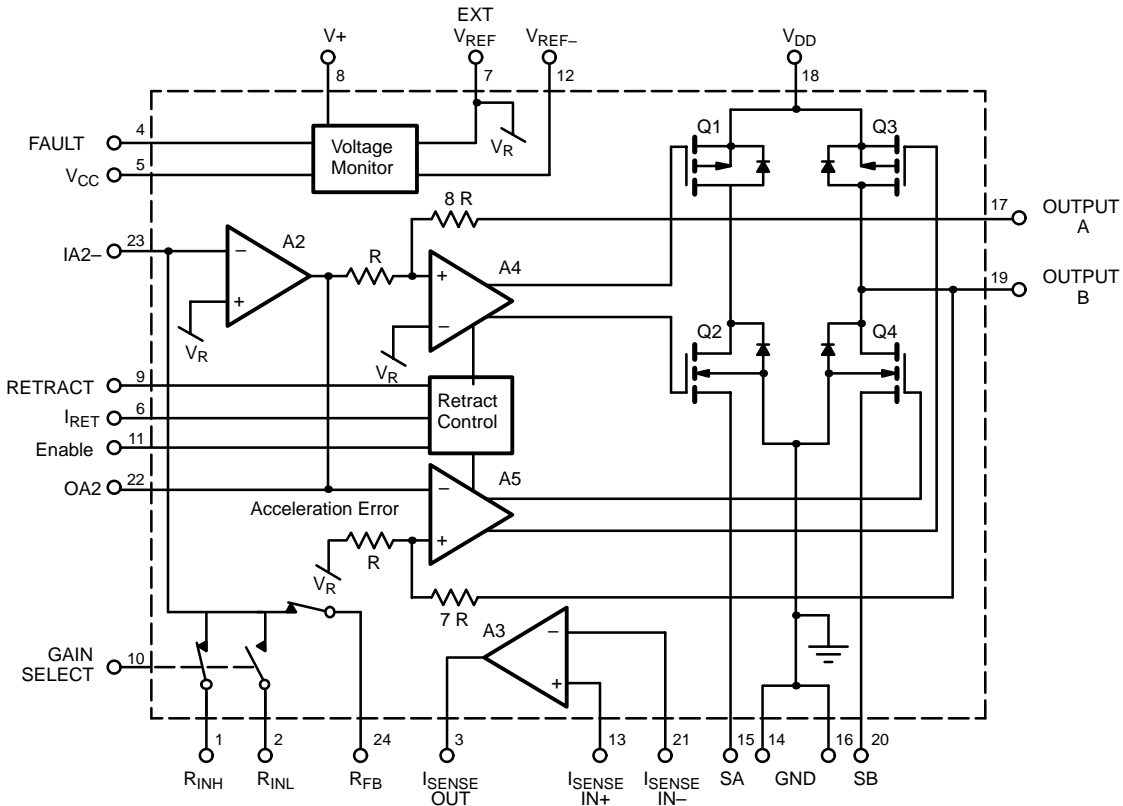 EXT
V+
VREF
VREF–
VDD
8
7
12
18
FAULT
4
VCC
5
Voltage
Monitor
VR
Q1
Q3
8 R
17
OUTPUT
A
IA2–
23
A2
–
+
VR
R
+
–
A4
VR
19
OUTPUT
B
Q2
Q4
RETRACT
9
IRET
6
Enable
11
Retract
Control
OA2
22
Acceleration Error
–
+
A5
VR
R
7 R
A3
–
+
GAIN
SELECT
10
1
2
24
3
13
21
15
14
16
20
RINH
RINL
RFB
ISENSE
OUT
ISENSE
IN+
ISENSE
IN–
SA
GND
SB